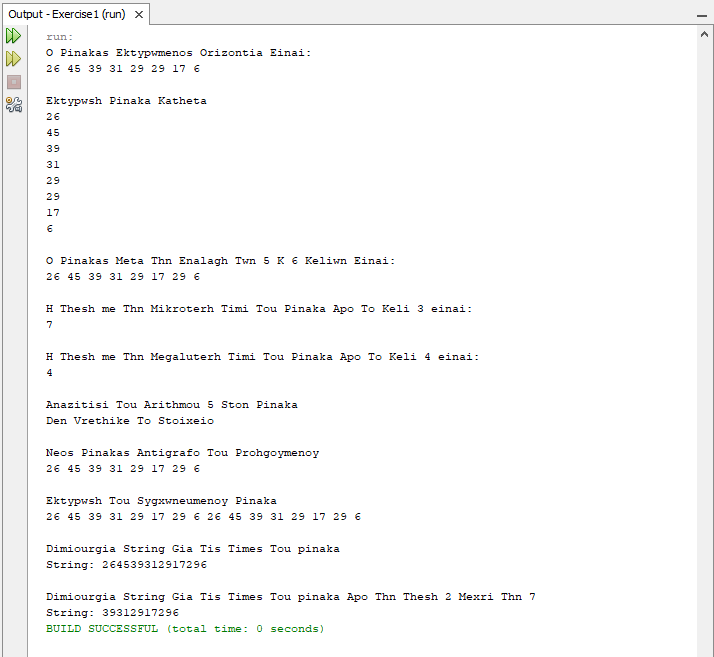 Output - Exercise1 (run)
run:
O Pinakas Ektypwmenos Orizontia Einai:
26 45 39 31 29 29 17 6
Ektypwsh Pinaka Katheta
26
45
39
31
29
29
17
6
O Pinakas Meta Thn Enalagh Twn 5 K 6 Keliwn Einai:
26 45 39 31 29 17 29 6
H Thesh me Thn Mikroterh Timi Tou Pinaka Apo To Keli 3 einai:
7
H Thesh me Thn Megaluterh Timi Tou Pinaka Apo To Keli 4 einai:
4
Anazitisi Tou Arithmou 5 Ston Pinaka
Den Vrethike To Stoixeio
Neos Pinakas Antigrafo Tou Prohgoymenoy
26 45 39 31 29 17 29 6
Ektypwsh Tou Sygxwneumenoy Pinaka
26 45 39 31 29 17 29 6 26 45 39 31 29 17 29 6
Dimiourgia String Gia Tis Times Tou pinaka
String: 264539312917296
Dimiourgia String Gia Tis Times Tou pinaka Apo Thn Thesh 2 Mexri Thn 7
String: 39312917296
BUILD SUCCESSFUL (total time: 0 seconds)